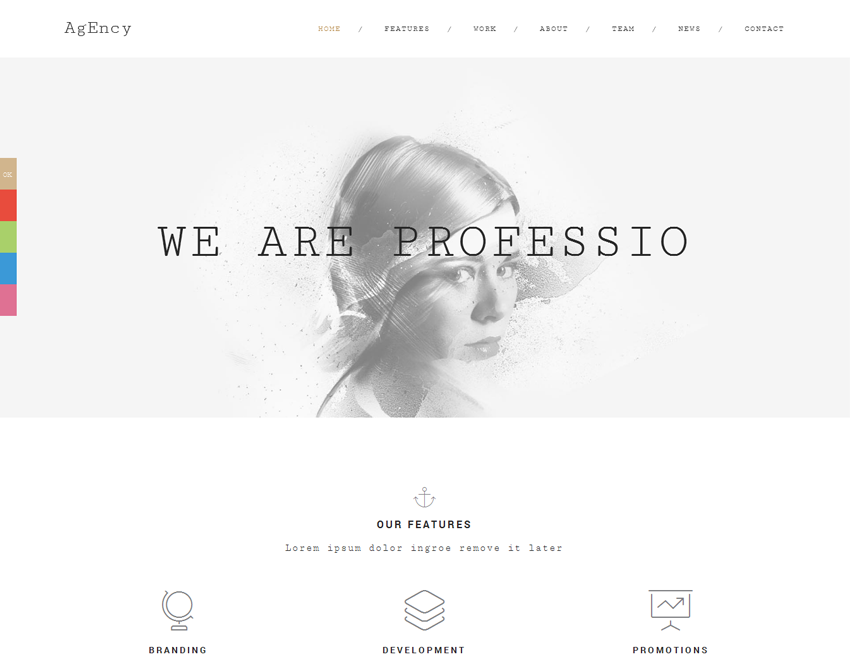 AgEncy
HOME / FEATURES / WORK / ABOUT / TEAM / NEWS / CONTACT
OK
WE ARE PROFESSIO
OUR FEATURES
Lorem ipsum dolor ingroe remove it later
BRANDING DEVELOPMENT PROMOTIONS